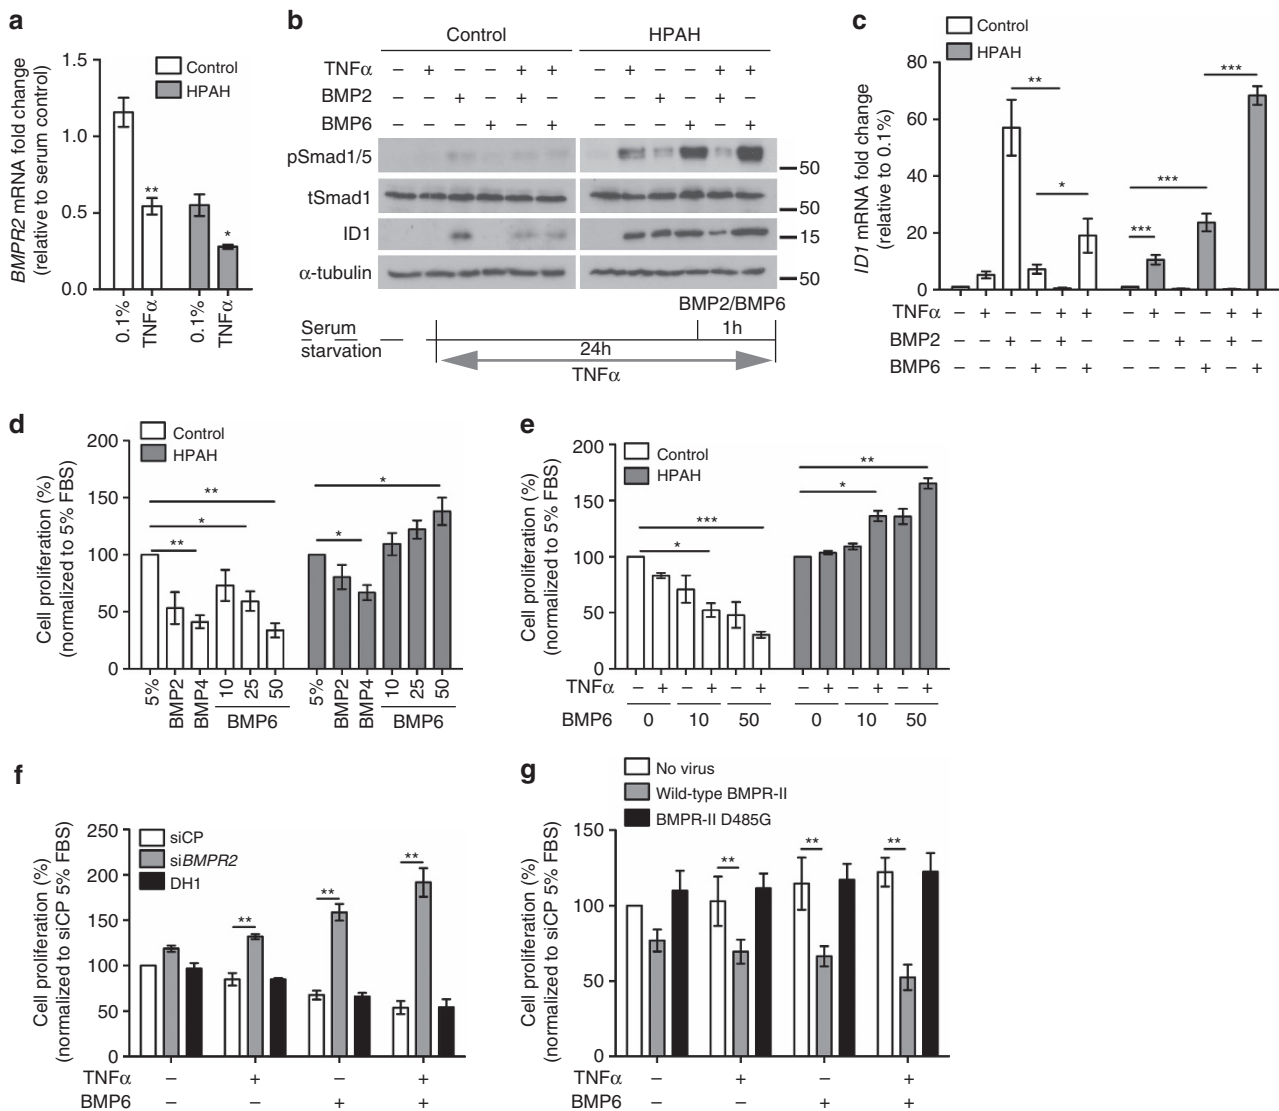 a
BMPR2 mRNA fold change
(relative to serum control)
1.5
1.0
0.5
0.0
Control
HPAH
**
*
0.1%
TNFα
0.1%
TNFα
b
Control HPAH
TNFα – + – – + + – + – – + +
BMP2 – – + – + – – – + – + –
BMP6 – – – + – + – – – + – +
pSmad1/5 50
tSmad1 50
ID1 15
α-tubulin 50
BMP2/BMP6
Serum
starvation
1h
24h
TNFα
c
Control
HPAH
ID1 mRNA fold change
(relative to 0.1%)
80
60
40
20
0
** * *** *** ***
TNFα – + – – + + – + – – + +
BMP2 – – + – + – – – + – + –
BMP6 – – – + – + – – – + – +
d
Control
HPAH
Cell proliferation (%)
(normalized to 5% FBS)
200
150
100
50
0
**
*
**
*
*
5% BMP2 BMP4 10 25 50 5% BMP2 BMP4 10 25 50
BMP6 BMP6
e
Control
HPAH
Cell proliferation (%)
(normalized to 5% FBS)
200
150
100
50
0
***
*
**
*
TNFα – + – + – + – + – + – +
BMP6 0 10 50 0 10 50
f
siCP
siBMPR2
DH1
Cell proliferation (%)
(normalized to siCP 5% FBS)
250
200
150
100
50
0
** ** **
TNFα – + – +
BMP6 – – + +
g
No virus
Wild-type BMPR-II
BMPR-II D485G
Cell proliferation (%)
(normalized to siCP 5% FBS)
150
100
50
0
** ** **
TNFα – + – +
BMP6 – – + +